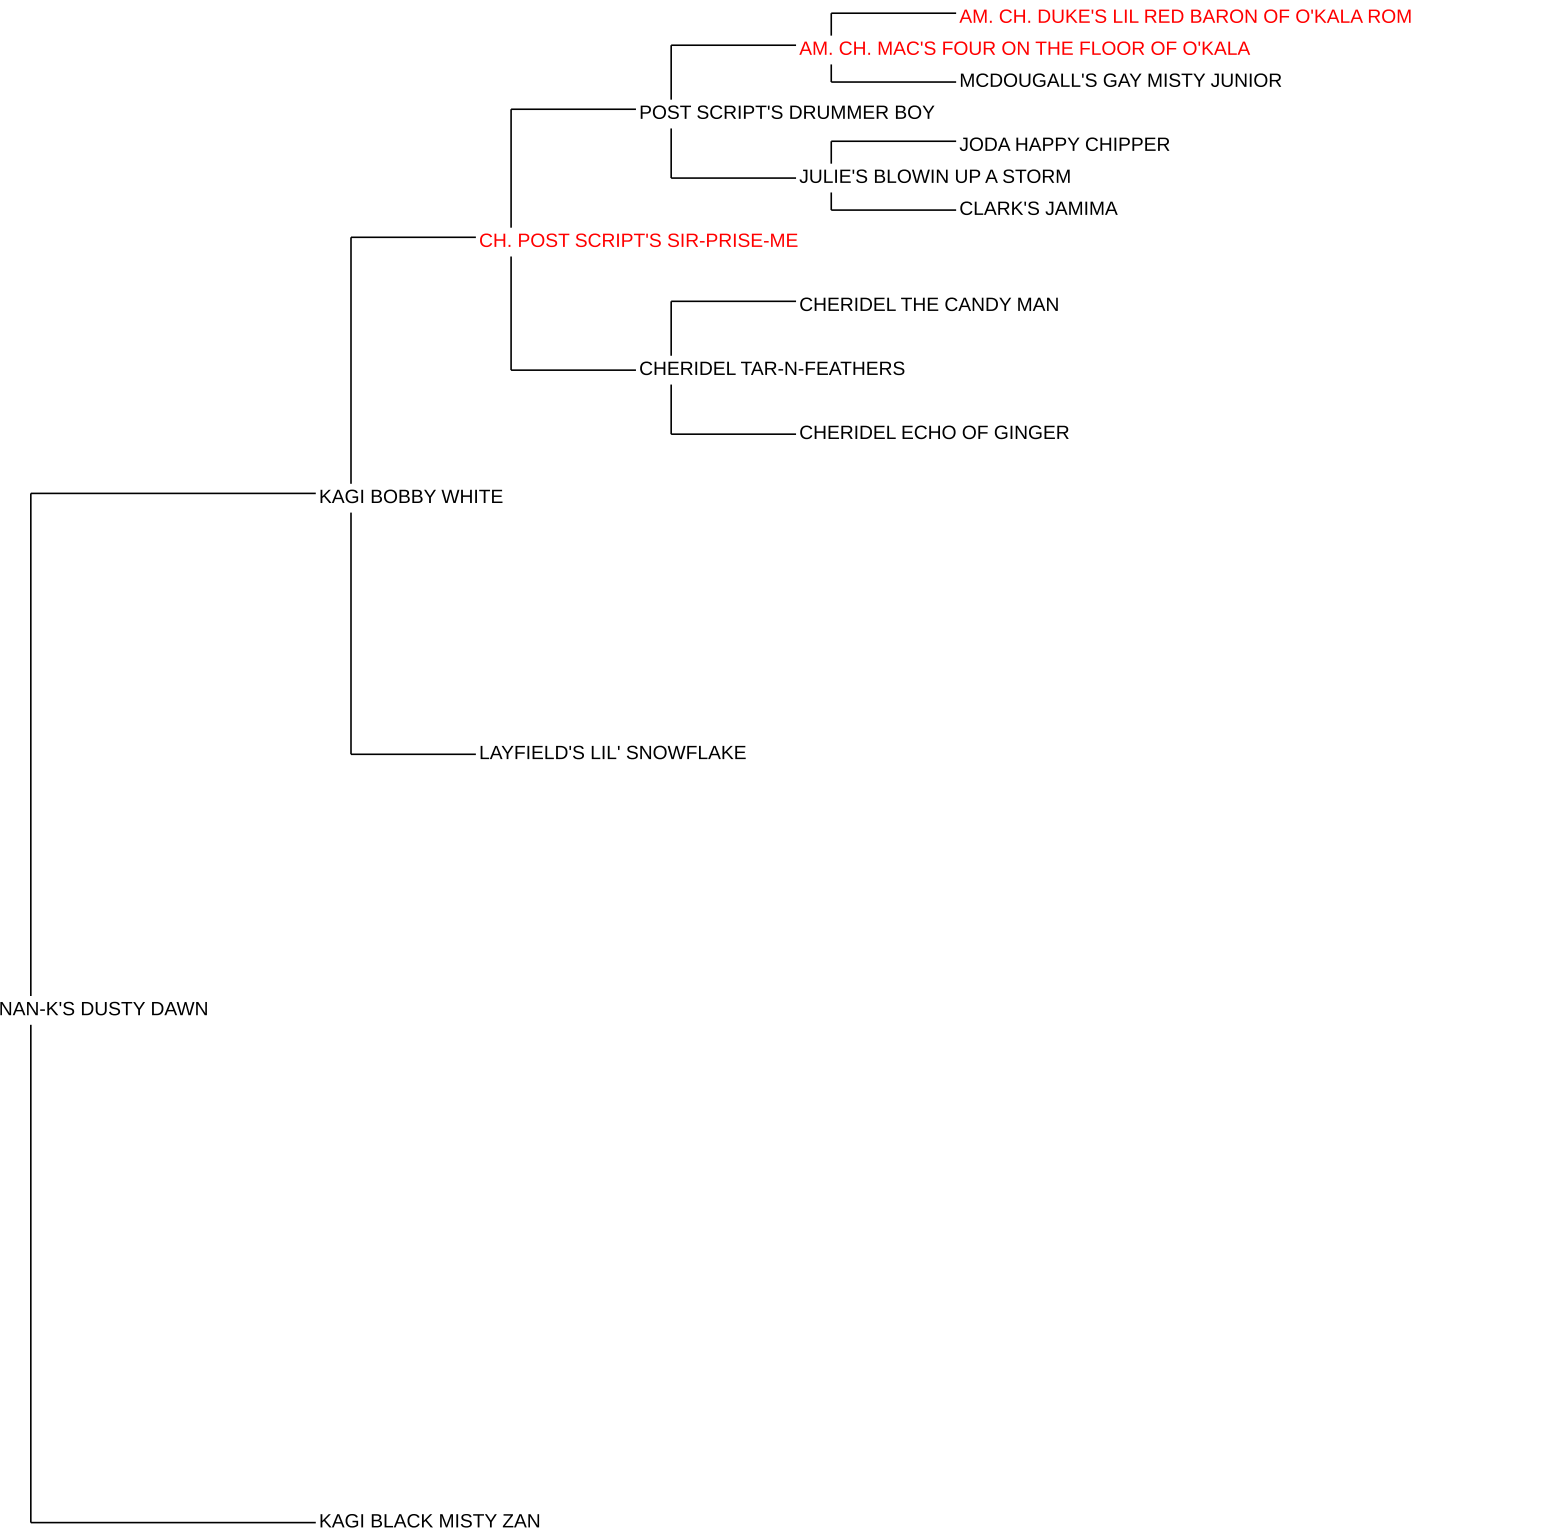 AM. CH. DUKE'S LIL RED BARON OF O'KALA ROM
AM. CH. MAC'S FOUR ON THE FLOOR OF O'KALA
MCDOUGALL'S GAY MISTY JUNIOR
POST SCRIPT'S DRUMMER BOY
JODA HAPPY CHIPPER
JULIE'S BLOWIN UP A STORM
CLARK'S JAMIMA
CH. POST SCRIPT'S SIR-PRISE-ME
CHERIDEL THE CANDY MAN
CHERIDEL TAR-N-FEATHERS
CHERIDEL ECHO OF GINGER
KAGI BOBBY WHITE
LAYFIELD'S LIL' SNOWFLAKE
NAN-K'S DUSTY DAWN
KAGI BLACK MISTY ZAN